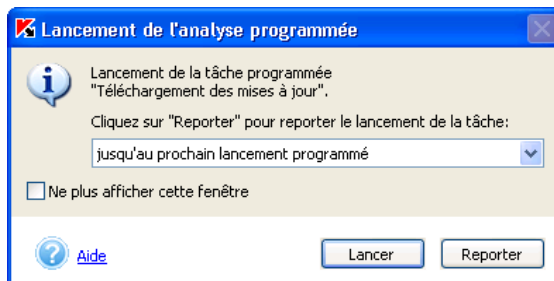 Lancement de l'analyse programmée
Lancement de la tâche programmée
"Téléchargement des mises à jour".
Cliquez sur "Reporter" pour reporter le lancement de la tâche:
jusqu'au prochain lancement programmé
Ne plus afficher cette fenêtre
Aide
Lancer
Reporter